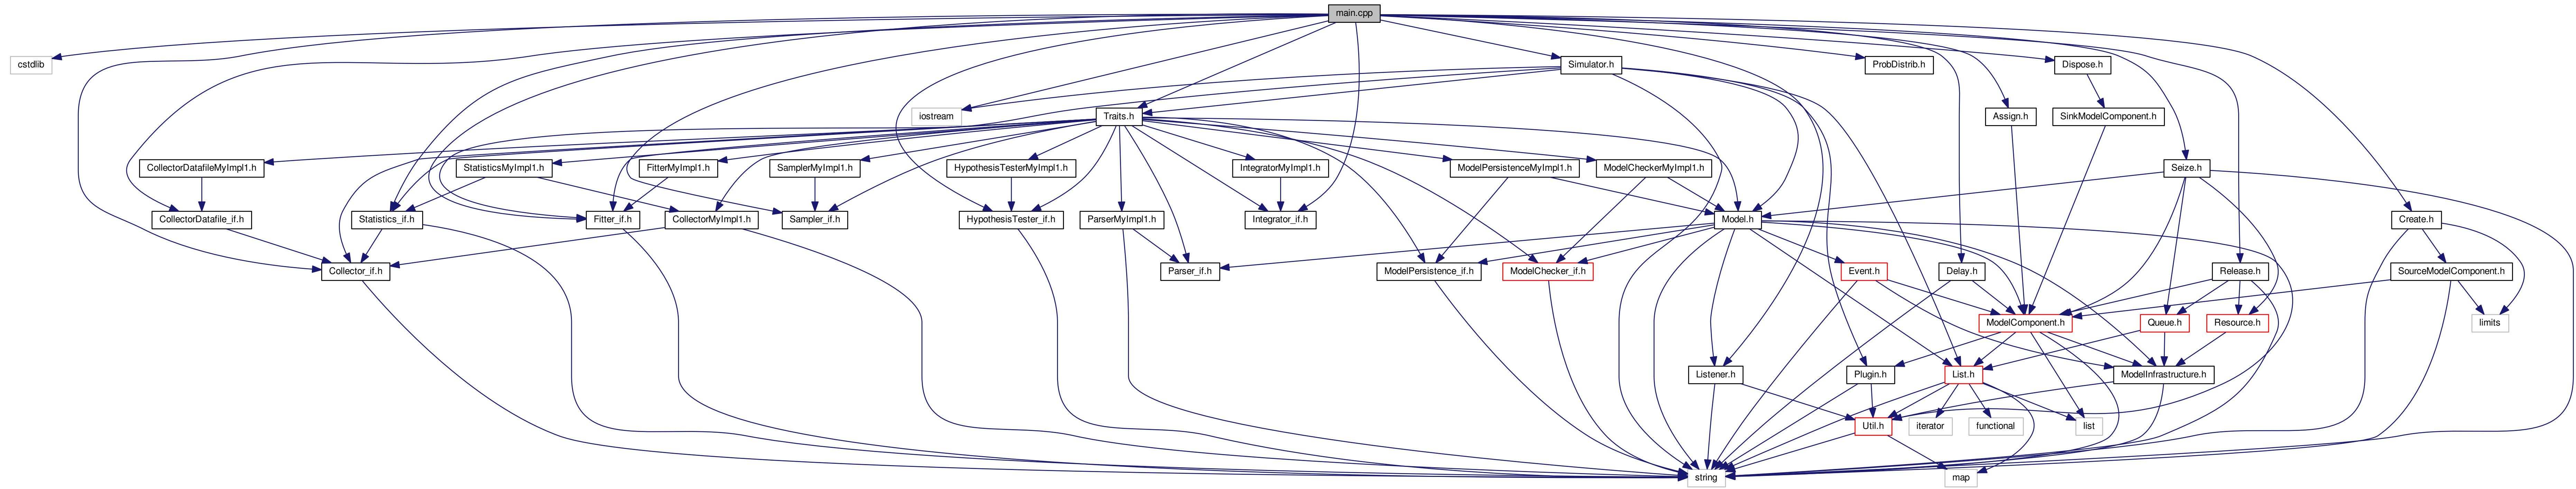 main.cpp
cstdlib
Simulator.h
ProbDistrib.h
Dispose.h
iostream
Traits.h
Assign.h
SinkModelComponent.h
CollectorDatafileMyImpl1.h
StatisticsMyImpl1.h
FitterMyImpl1.h
SamplerMyImpl1.h
HypothesisTesterMyImpl1.h
IntegratorMyImpl1.h
ModelPersistenceMyImpl1.h
ModelCheckerMyImpl1.h
Seize.h
CollectorDatafile_if.h
Statistics_if.h
Fitter_if.h
CollectorMyImpl1.h
Sampler_if.h
HypothesisTester_if.h
ParserMyImpl1.h
Integrator_if.h
Model.h
Create.h
Collector_if.h
Parser_if.h
ModelPersistence_if.h
ModelChecker_if.h
Event.h
Delay.h
Release.h
SourceModelComponent.h
ModelComponent.h
Queue.h
Resource.h
limits
Listener.h
Plugin.h
List.h
ModelInfrastructure.h
Util.h
iterator
functional
list
string
map